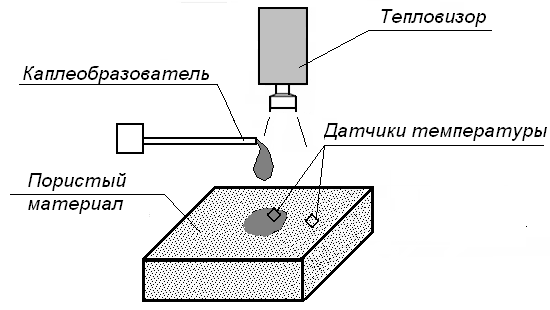 Тепловизор
Каплеобразователь
Датчики температуры
Пористый
материал